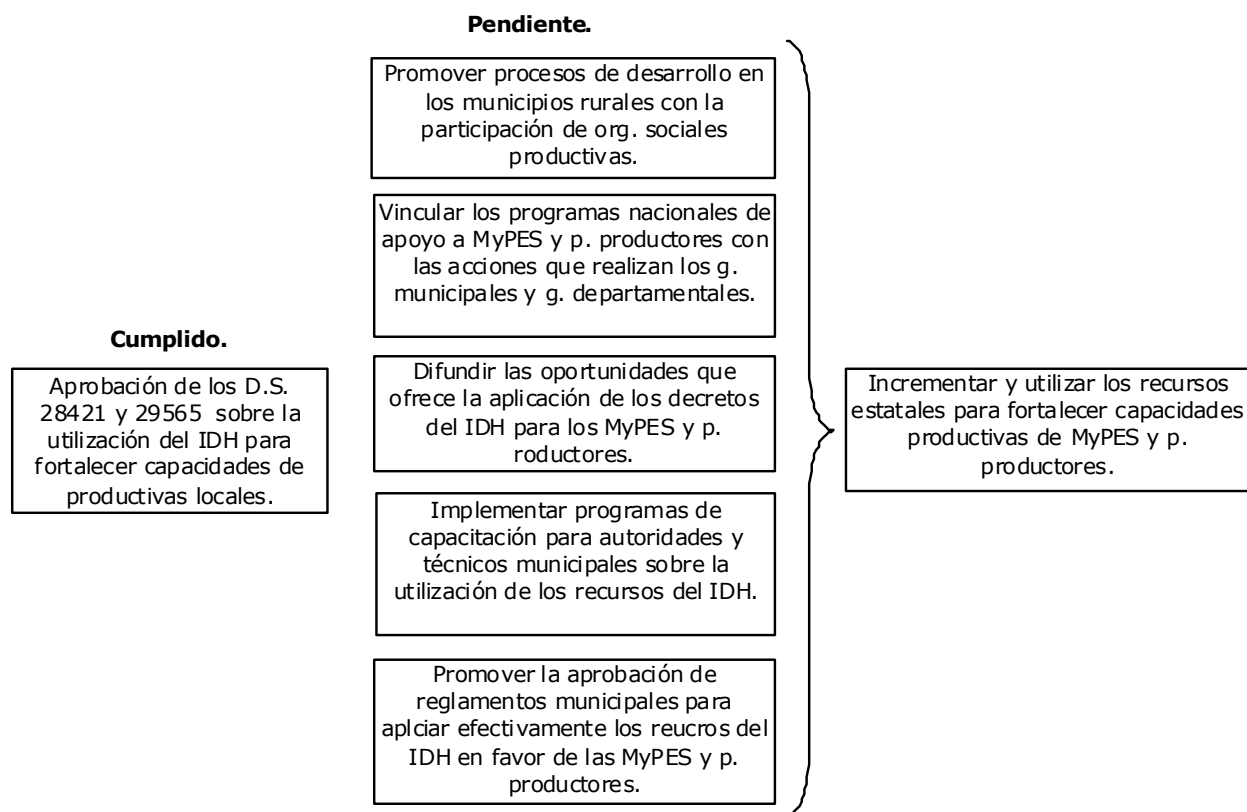 Pendiente.
Promover procesos de desarrollo en
los municipios rurales con la
participación de org. sociales
productivas.
Vincular los programas nacionales de
apoyo a MyPES y p. productores con
las acciones que realizan los g.
municipales y g. departamentales.
Cumplido.
Aprobación de los D.S.
28421 y 29565 sobre la
utilización del IDH para
fortalecer capacidades de
productivas locales.
Difundir las oportunidades que
ofrece la aplicación de los decretos
del IDH para los MyPES y p.
roductores.
Implementar programas de
capacitación para autoridades y
técnicos municipales sobre la
utilización de los recursos del IDH.
Promover la aprobación de
reglamentos municipales para
aplciar efectivamente los reucros del
IDH en favor de las MyPES y p.
productores.
Incrementar y utilizar los recursos
estatales para fortalecer capacidades
productivas de MyPES y p.
productores.